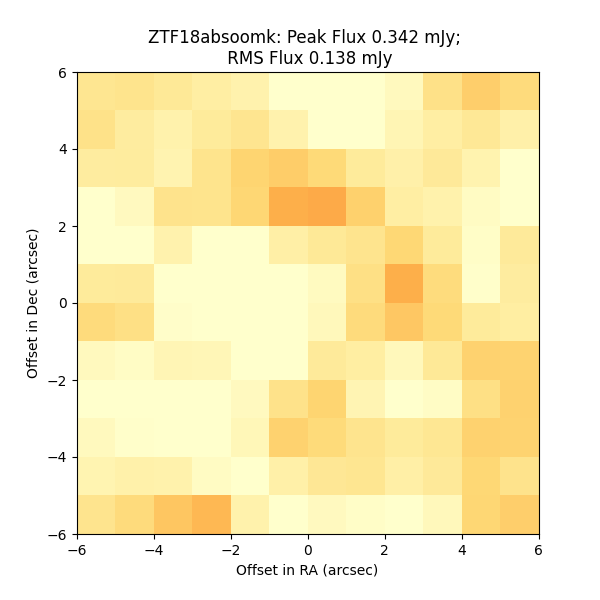 ZTF18absoomk: Peak Flux 0.342 mJy;
RMS Flux 0.138 mJy
6
4
2
0
−2
−4
−6
Offset in Dec (arcsec)
−6 −4 −2 0 2 4 6
Offset in RA (arcsec)